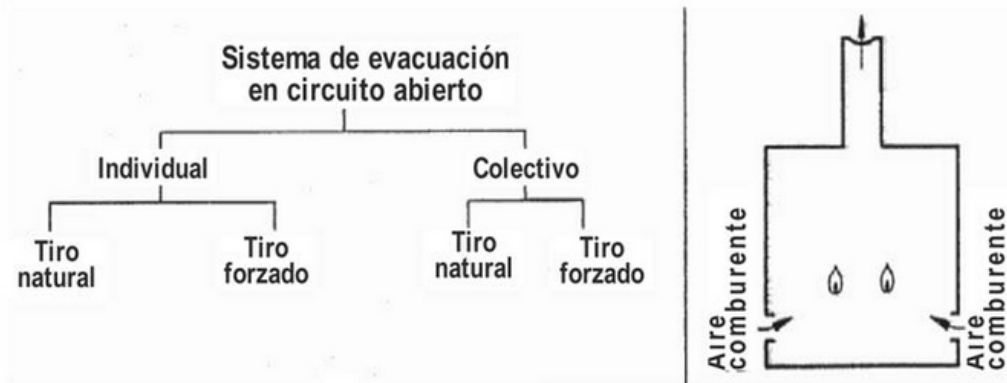 Sistema de evacuación
en circuito abierto
Individual
Colectivo
Tiro
natural
Tiro
forzado
Tiro
natural
Tiro
forzado
Aire
comburente
Aire
comburente